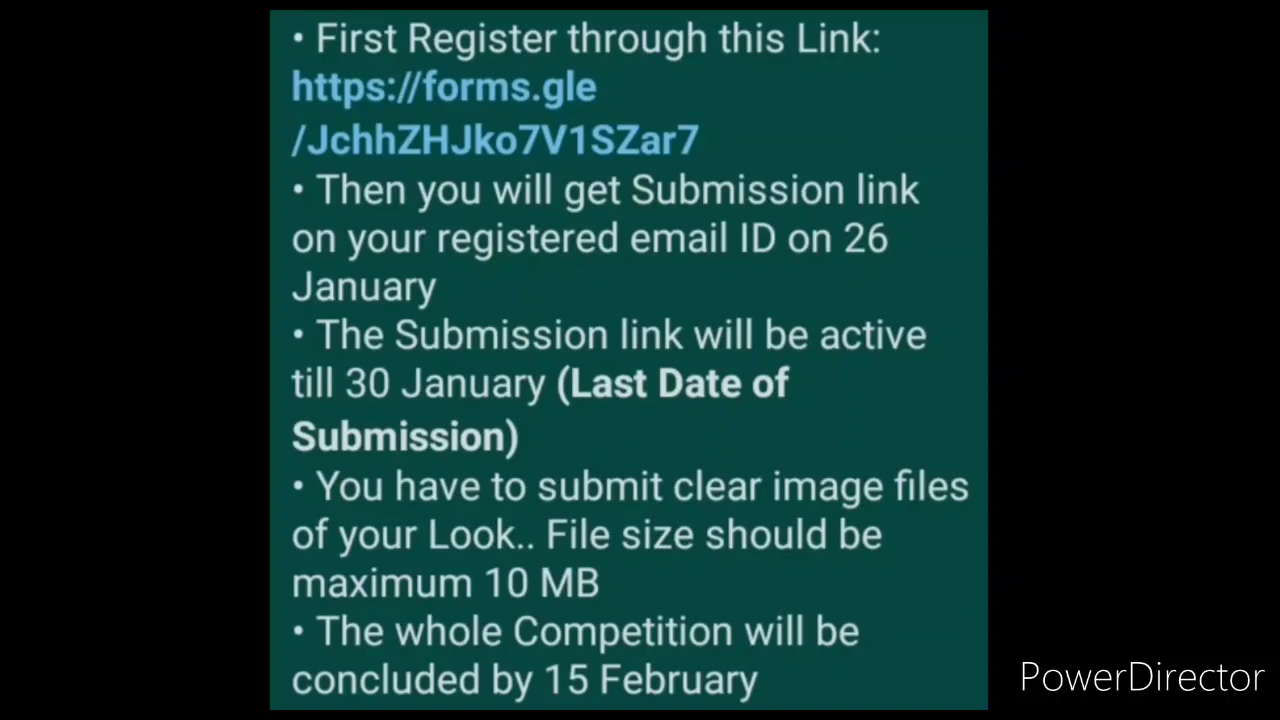 • First Register through this Link:
https://forms.gle
/JchhZHJko7V1SZar7
• Then you will get Submission link
on your registered email ID on 26
January
• The Submission link will be active
till 30 January (Last Date of
Submission)
• You have to submit clear image files
of your Look.. File size should be
maximum 10 MB
• The whole Competition will be
concluded by 15 February
PowerDirector